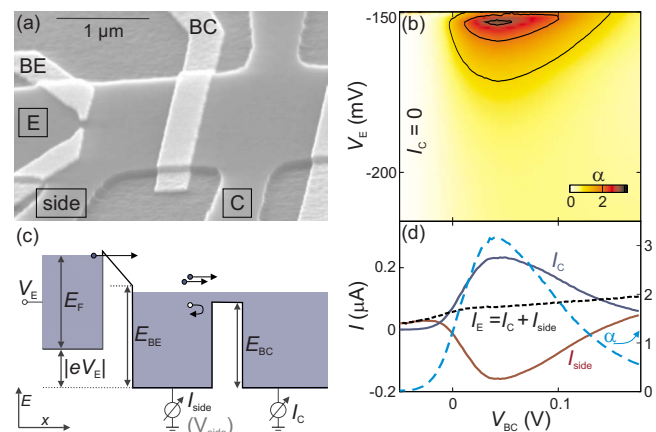 (a)
1 μm
BC
BE
E
side
C
(b)
-150
-200
V_E (mV)
I_C = 0
α
0
2
(c)
V_E
E_F
|eV_E|
E_BE
E_BC
I_side
(V_side)
I_C
E
x
(d)
0.2
0
-0.2
I (μA)
I_C
I_E = I_C + I_side
I_side
α
3
2
1
0
0
0.1
V_BC (V)